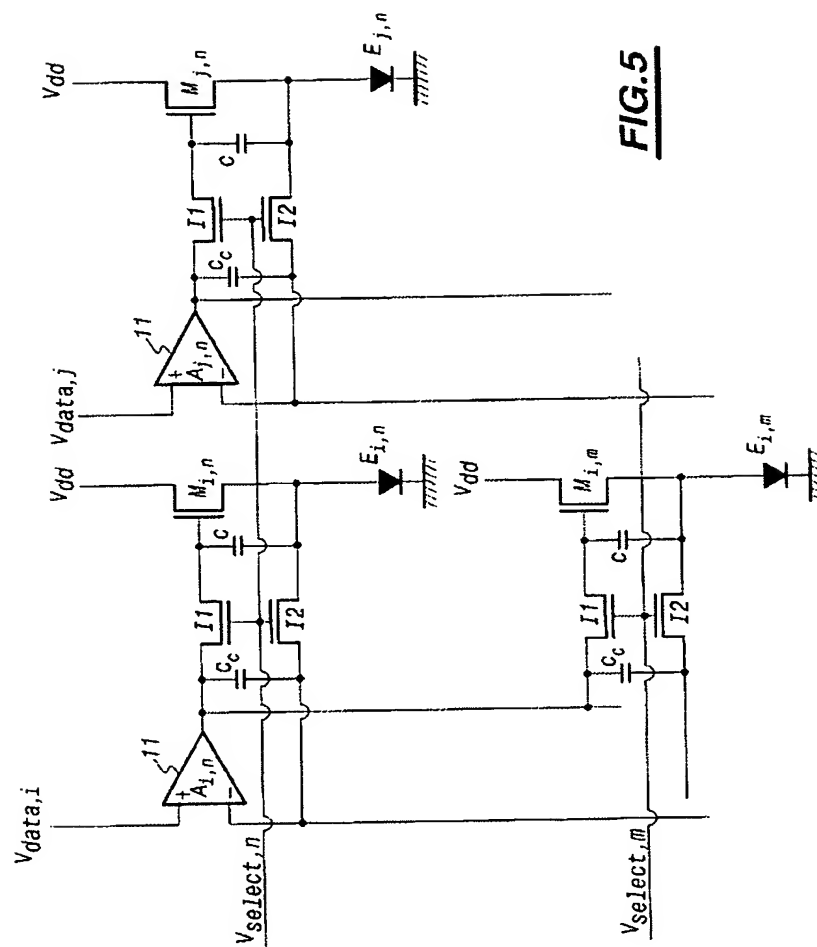 Vdata,i
Vdd
Vdata,j
Vdd
11
11
+
Ai,n
-
+
Aj,n
-
Mi,n
Mj,n
I1
C
Cc
I2
Ei,n
I1
C
Cc
I2
Ej,n
Vselect,n
Vdd
Mi,m
I1
C
Cc
I2
Ei,m
Vselect,m
FIG.5